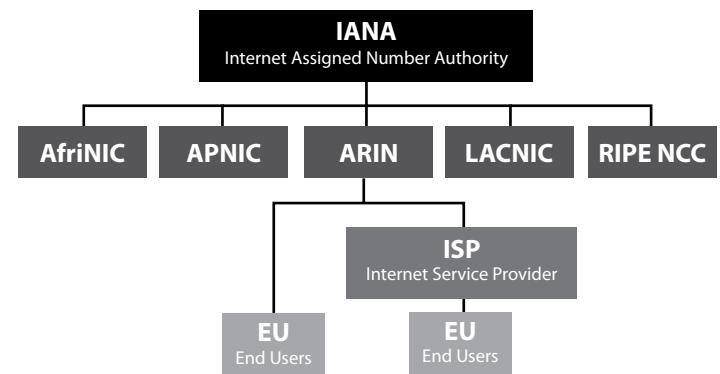 IANA
Internet Assigned Number Authority
AfriNIC
APNIC
ARIN
LACNIC
RIPE NCC
ISP
Internet Service Provider
EU
End Users
EU
End Users